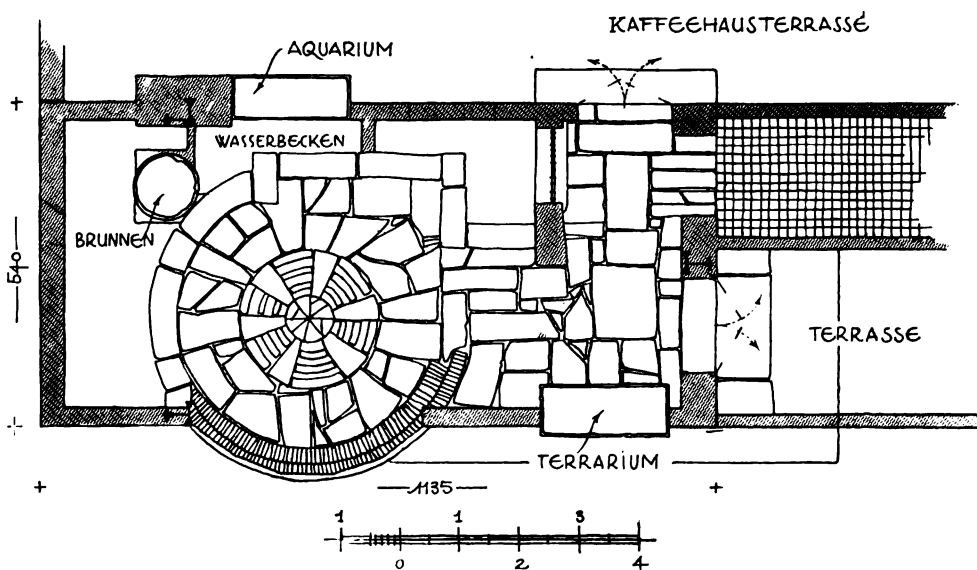 KAFFEEHAUSTERRASSE
AQUARIUM
WASSERBECKEN
BRUNNEN
540
TERRASSE
TERRARIUM
1135
1 1 3
0 2 4